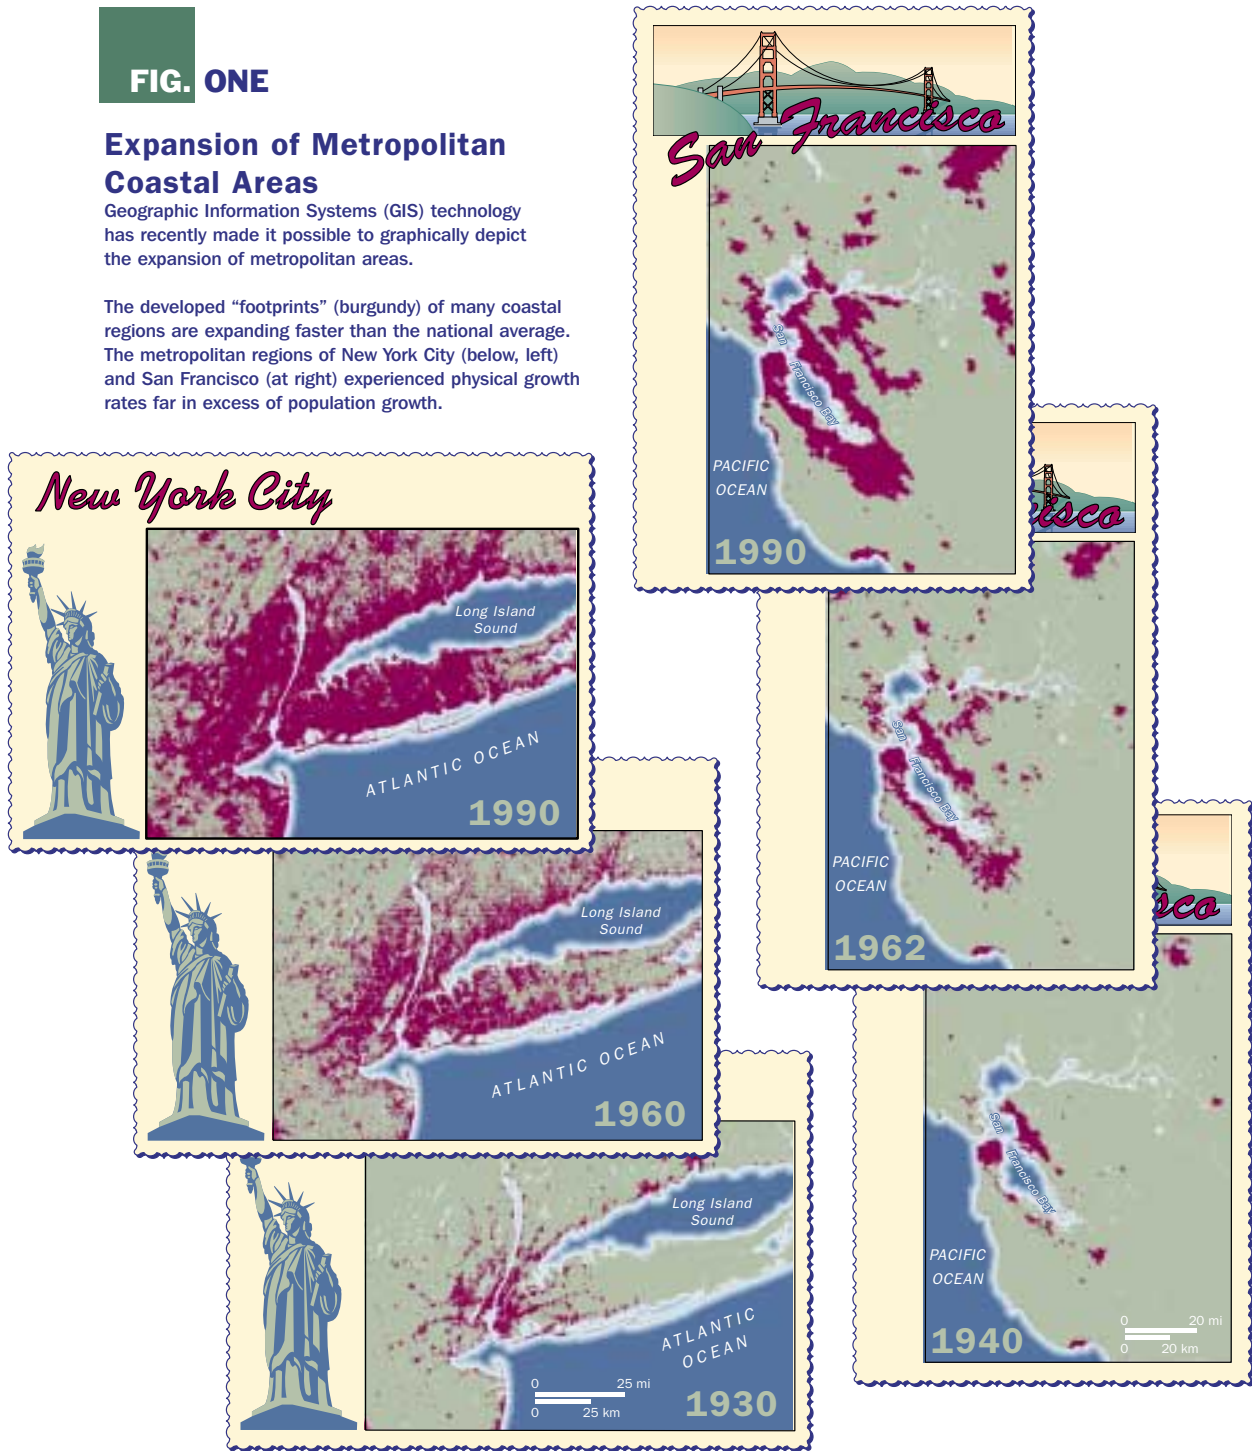 FIG. ONE
Expansion of Metropolitan
Coastal Areas
Geographic Information Systems (GIS) technology
has recently made it possible to graphically depict
the expansion of metropolitan areas.
The developed “footprints” (burgundy) of many coastal
regions are expanding faster than the national average.
The metropolitan regions of New York City (below, left)
and San Francisco (at right) experienced physical growth
rates far in excess of population growth.
San Francisco
San
Francisco Bay
PACIFIC
OCEAN
1990
isco
San
Francisco Bay
PACIFIC
OCEAN
1962
sco
San
Francisco Bay
PACIFIC
OCEAN
1940
0 20 mi
0 20 km
New York City
Long Island
Sound
ATLANTIC OCEAN
1990
Long Island
Sound
ATLANTIC OCEAN
1960
Long Island
Sound
ATLANTIC
OCEAN
0 25 mi
0 25 km
1930